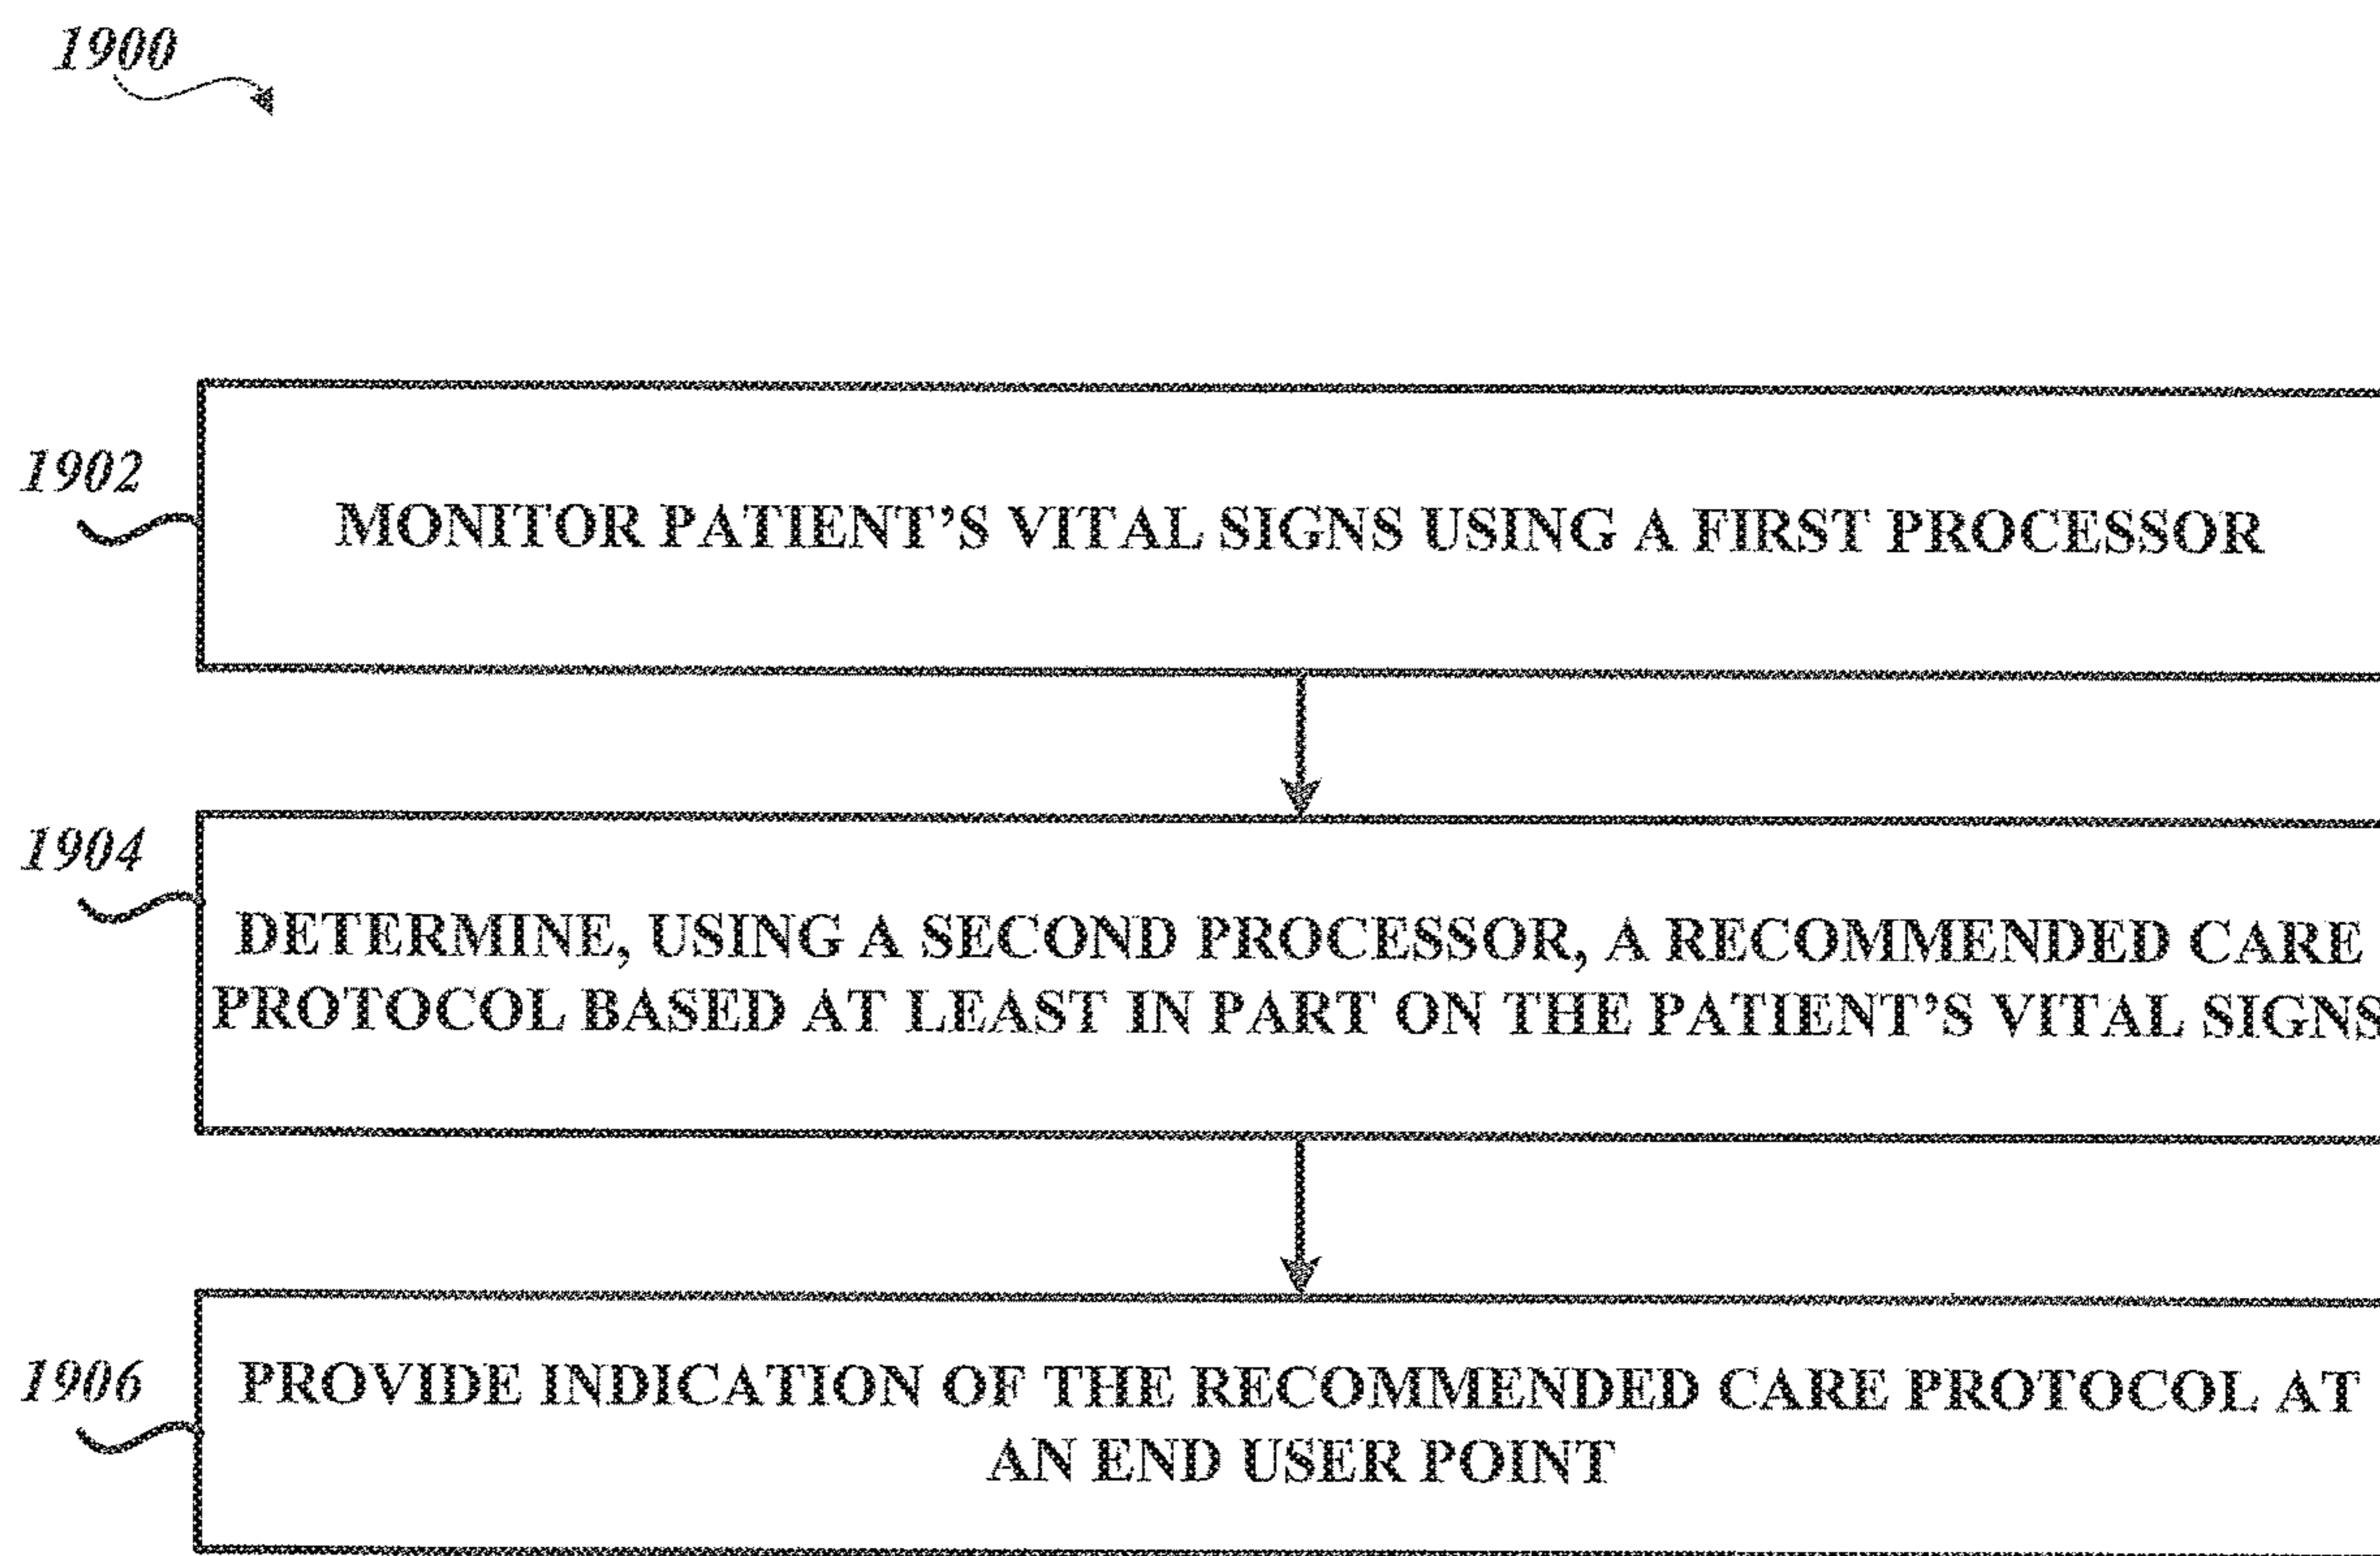 1900
1902
MONITOR PATIENT’S VITAL SIGNS USING A FIRST PROCESSOR
1904
DETERMINE, USING A SECOND PROCESSOR, A RECOMMENDED CARE
PROTOCOL BASED AT LEAST IN PART ON THE PATIENT’S VITAL SIGNS
1906
PROVIDE INDICATION OF THE RECOMMENDED CARE PROTOCOL AT
AN END USER POINT